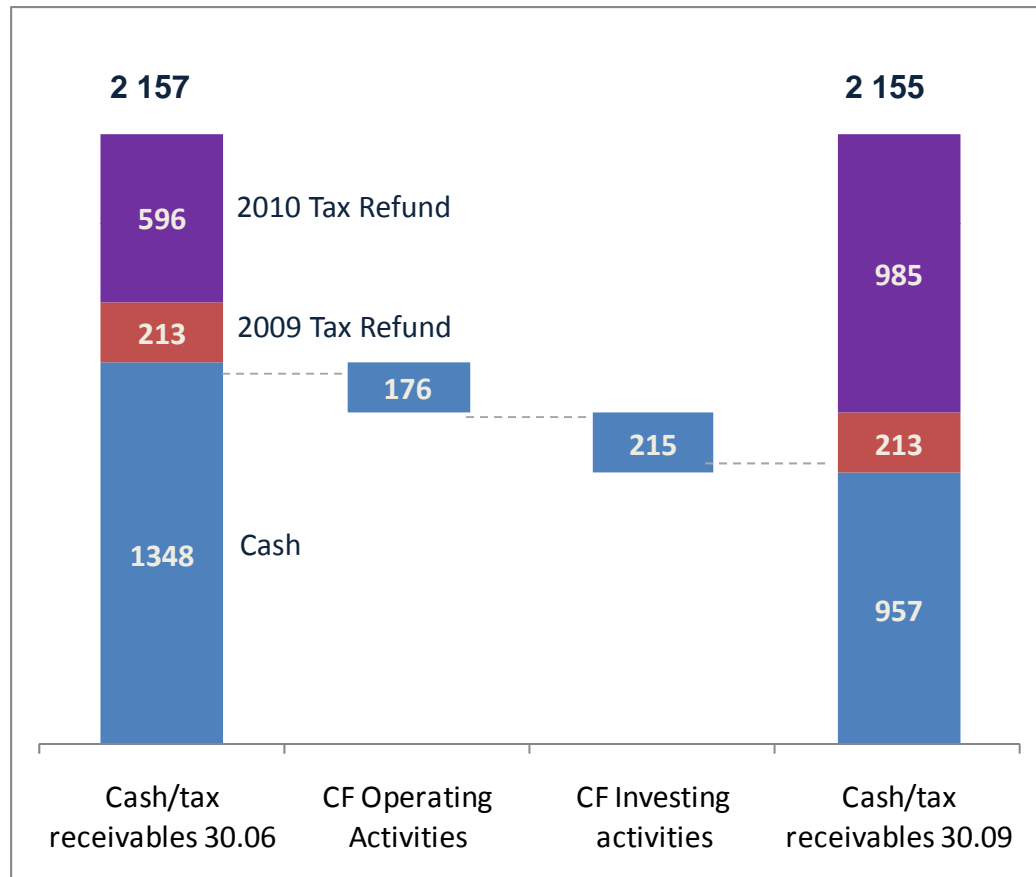 2 157
2 155
596
2010 Tax Refund
985
213
2009 Tax Refund
176
215
213
1348
Cash
957
Cash/tax
receivables 30.06
CF Operating
Activities
CF Investing
activities
Cash/tax
receivables 30.09